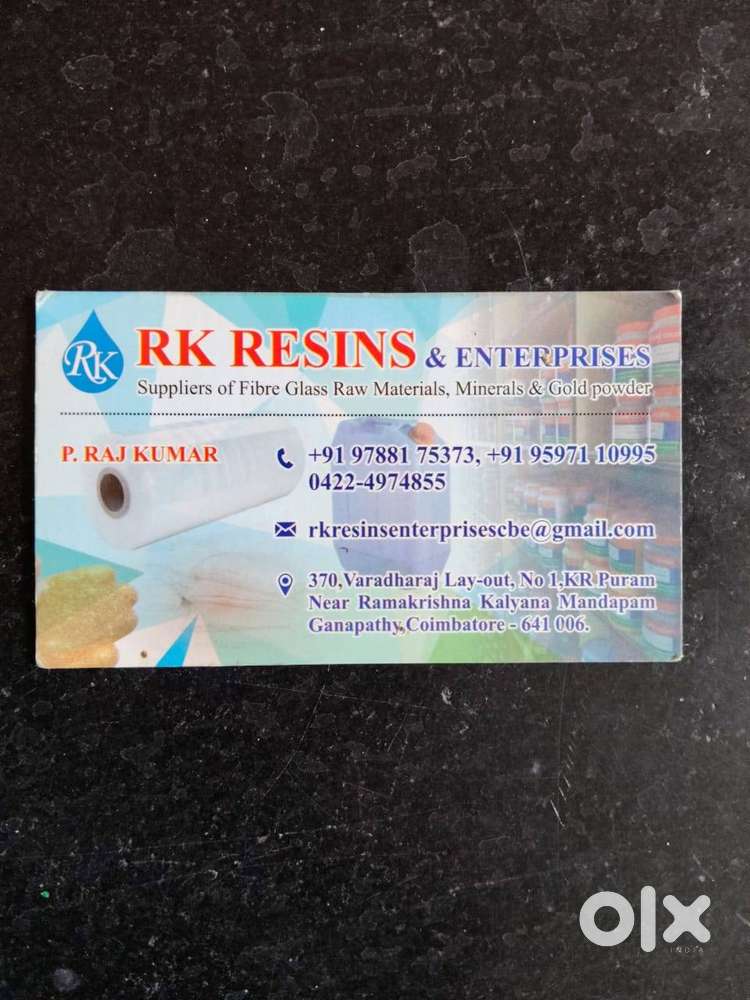 RK
RK RESINS & ENTERPRISES
Suppliers of Fibre Glass Raw Materials, Minerals & Gold powder
P. RAJ KUMAR
+91 97881 75373, +91 95971 10995
0422-4974855
rkresinsenterprisescbe@gmail.com
370,Varadharaj Lay-out, No 1,KR Puram
Near Ramakrishna Kalyana Mandapam
Ganapathy,Coimbatore - 641 006.
olx
INDIA